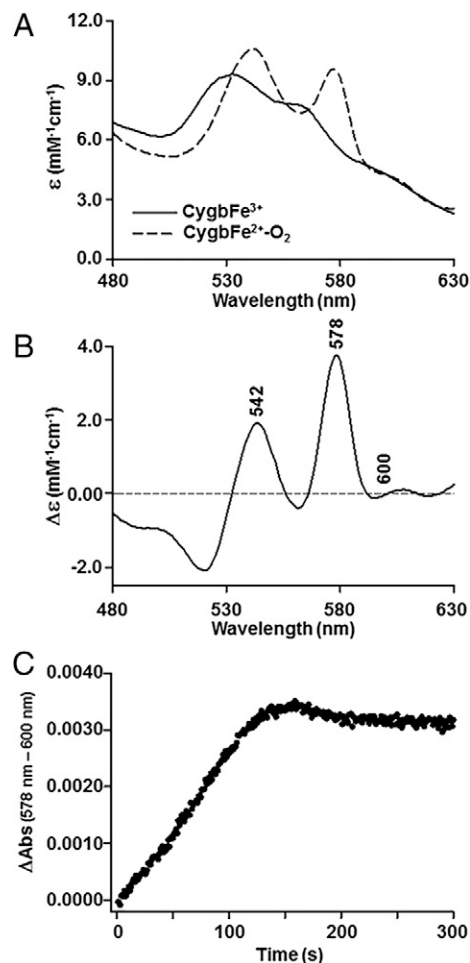 A
12.0
9.0
6.0
3.0
0.0
ε (mM⁻¹cm⁻¹)
CygbFe³⁺
CygbFe²⁺-O₂
480 530 580 630
Wavelength (nm)
B
4.0
2.0
0.00
-2.0
Δε (mM⁻¹cm⁻¹)
542
578
600
480 530 580 630
Wavelength (nm)
C
0.0040
0.0030
0.0020
0.0010
0.0000
ΔAbs (578 nm – 600 nm)
0 100 200 300
Time (s)